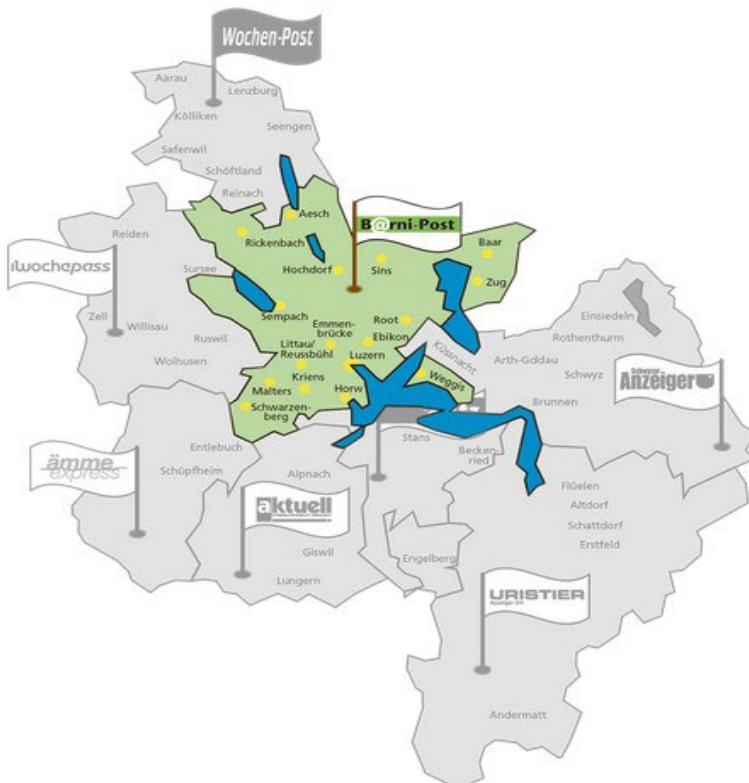 Wochen-Post
Aarau
Lenzburg
Kölliken
Seengen
Safenwil
Schöftland
Reinach
Aesch
B@rni-Post
Reiden
Rickenbach
Baar
iwochepass
Sursee
Hochdorf
Sins
Zug
Zell
Willisau
Sempach
Root
Einsiedeln
Emmen-
brücke
Ebikon
Küssnacht
Rothenthurm
Ruswil
Littau/
Reussbühl
Luzern
Arth-Gddau
Wolhusen
Kriens
Weggis
Schwyz
Anzeiger
Malters
Horw
Brunnen
Schwarzen-
berg
Stans
Entlebuch
Becken-
ried
ämme
express
Schüpfheim
Alpnach
Flüelen
aktuell
Altdorf
Schattdorf
Erstfeld
Giswil
Engelberg
Lungern
URISTIER
Andermatt